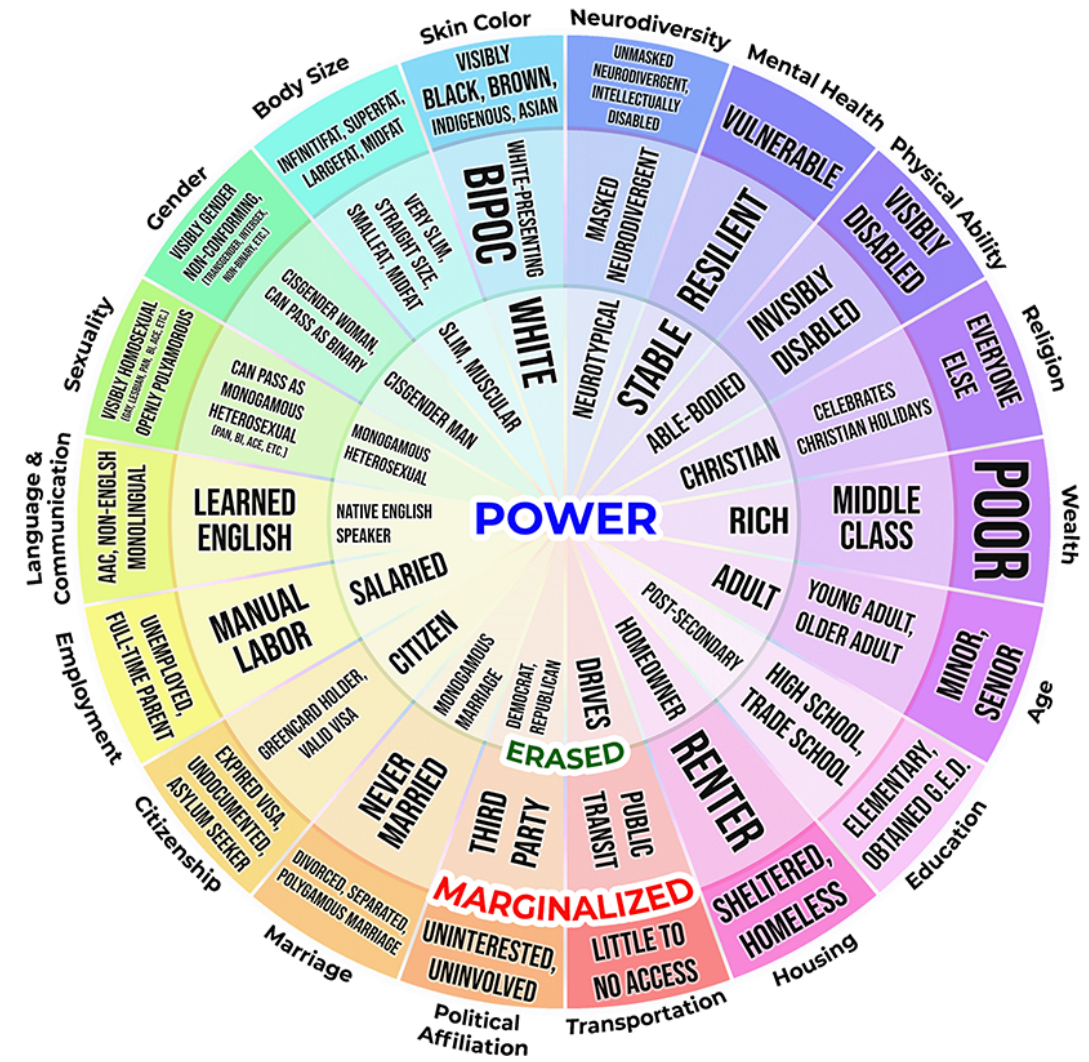 Skin Color
VISIBLY
BLACK, BROWN,
INDIGENOUS, ASIAN
WHITE-PRESENTING
BIPOC
WHITE
Neurodiversity
UNMASKED
NEURODIVERGENT,
INTELLECTUALLY
DISABLED
MASKED
NEURODIVERGENT
NEUROTYPICAL
Mental Health
VULNERABLE
RESILIENT
STABLE
Physical Ability
VISIBLY
DISABLED
INVISIBLY
DISABLED
ABLE-BODIED
Religion
EVERYONE
ELSE
CELEBRATES
CHRISTIAN HOLIDAYS
CHRISTIAN
Wealth
POOR
MIDDLE
CLASS
RICH
Age
MINOR,
SENIOR
YOUNG ADULT,
OLDER ADULT
ADULT
Education
ELEMENTARY,
OBTAINED G.E.D.
HIGH SCHOOL,
TRADE SCHOOL
POST-SECONDARY
Housing
SHELTERED,
HOMELESS
RENTER
HOMEOWNER
Transportation
LITTLE TO
NO ACCESS
PUBLIC
TRANSIT
DRIVES
Political
Affiliation
UNINTERESTED,
UNINVOLVED
THIRD
PARTY
DEMOCRAT,
REPUBLICAN
Marriage
DIVORCED, SEPARATED,
POLYGAMOUS MARRIAGE
NEVER
MARRIED
MONOGAMOUS
MARRIAGE
Citizenship
EXPIRED VISA,
UNDOCUMENTED,
ASYLUM SEEKER
GREENCARD HOLDER,
VALID VISA
CITIZEN
Employment
UNEMPLOYED,
FULL-TIME PARENT
MANUAL
LABOR
SALARIED
Language &
Communication
AAC, NON-ENGLSH
MONOLINGUAL
LEARNED
ENGLISH
NATIVE ENGLISH
SPEAKER
Sexuality
VISIBLY HOMOSEXUAL
(GAY, LESBIAN, PAN, BI, ACE, ETC.)
OPENLY POLYAMOROUS
CAN PASS AS
MONOGAMOUS
HETEROSEXUAL
(PAN, BI, ACE, ETC.)
MONOGAMOUS
HETEROSEXUAL
Gender
VISIBLY GENDER
NON-CONFORMING,
(TRANSGENDER, INTERSEX,
NON-BINARY, ETC.)
CISGENDER WOMAN,
CAN PASS AS BINARY
CISGENDER MAN
Body Size
INFINITIFAT, SUPERFAT,
LARGEFAT, MIDFAT
VERY SLIM,
STRAIGHT SIZE,
SMALLFAT, MIDFAT
SLIM, MUSCULAR
POWER
ERASED
MARGINALIZED